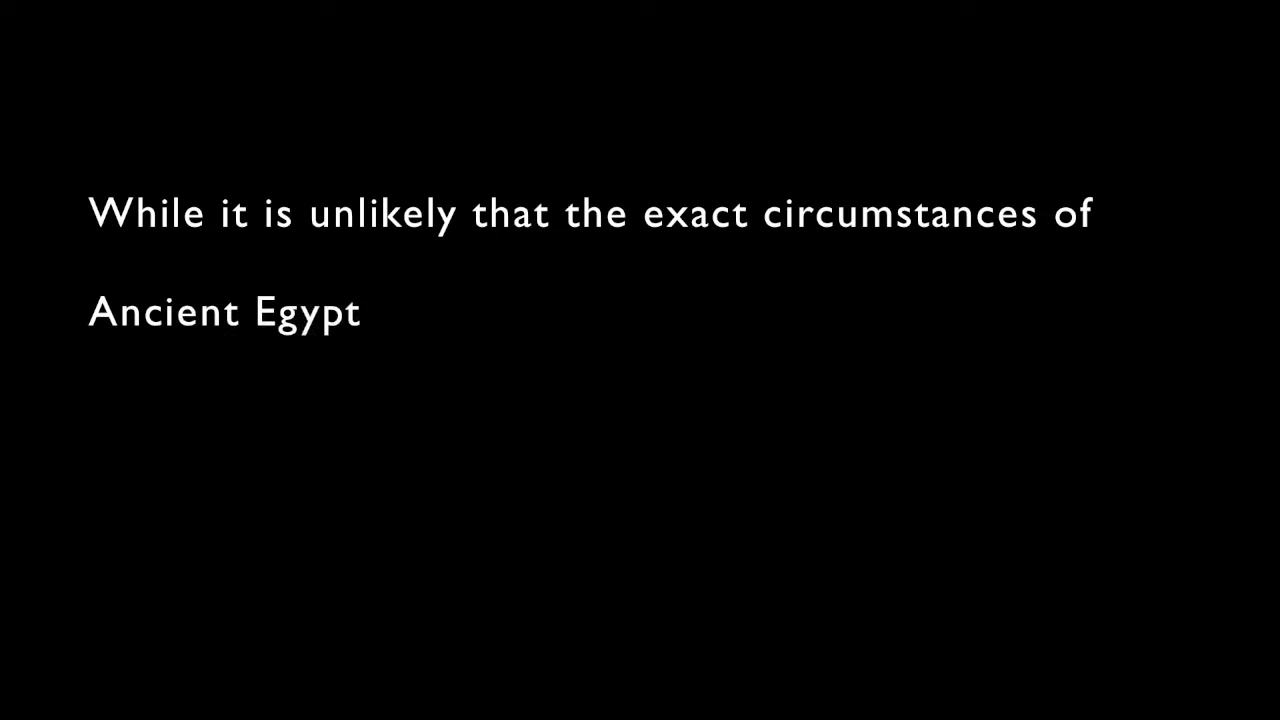 While it is unlikely that the exact circumstances of
Ancient Egypt